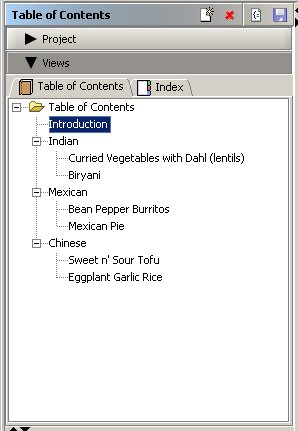 Table of Contents
Project
Views
Table of Contents Index
Table of Contents
Introduction
Indian
Curried Vegetables with Dahl (lentils)
Biryani
Mexican
Bean Pepper Burritos
Mexican Pie
Chinese
Sweet n' Sour Tofu
Eggplant Garlic Rice